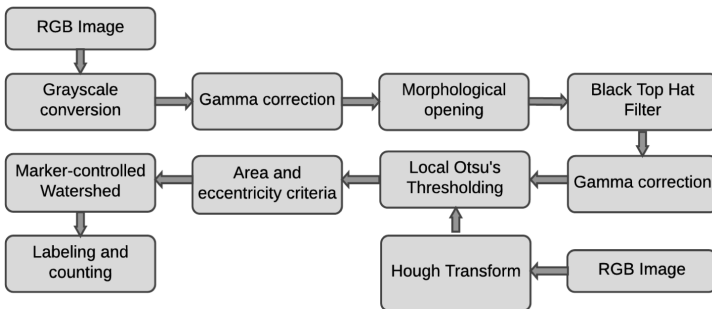 RGB Image
Grayscale
conversion
Gamma correction
Morphological
opening
Black Top Hat
Filter
Gamma correction
Local Otsu's
Thresholding
Area and
eccentricity criteria
Marker-controlled
Watershed
Labeling and
counting
Hough Transform
RGB Image